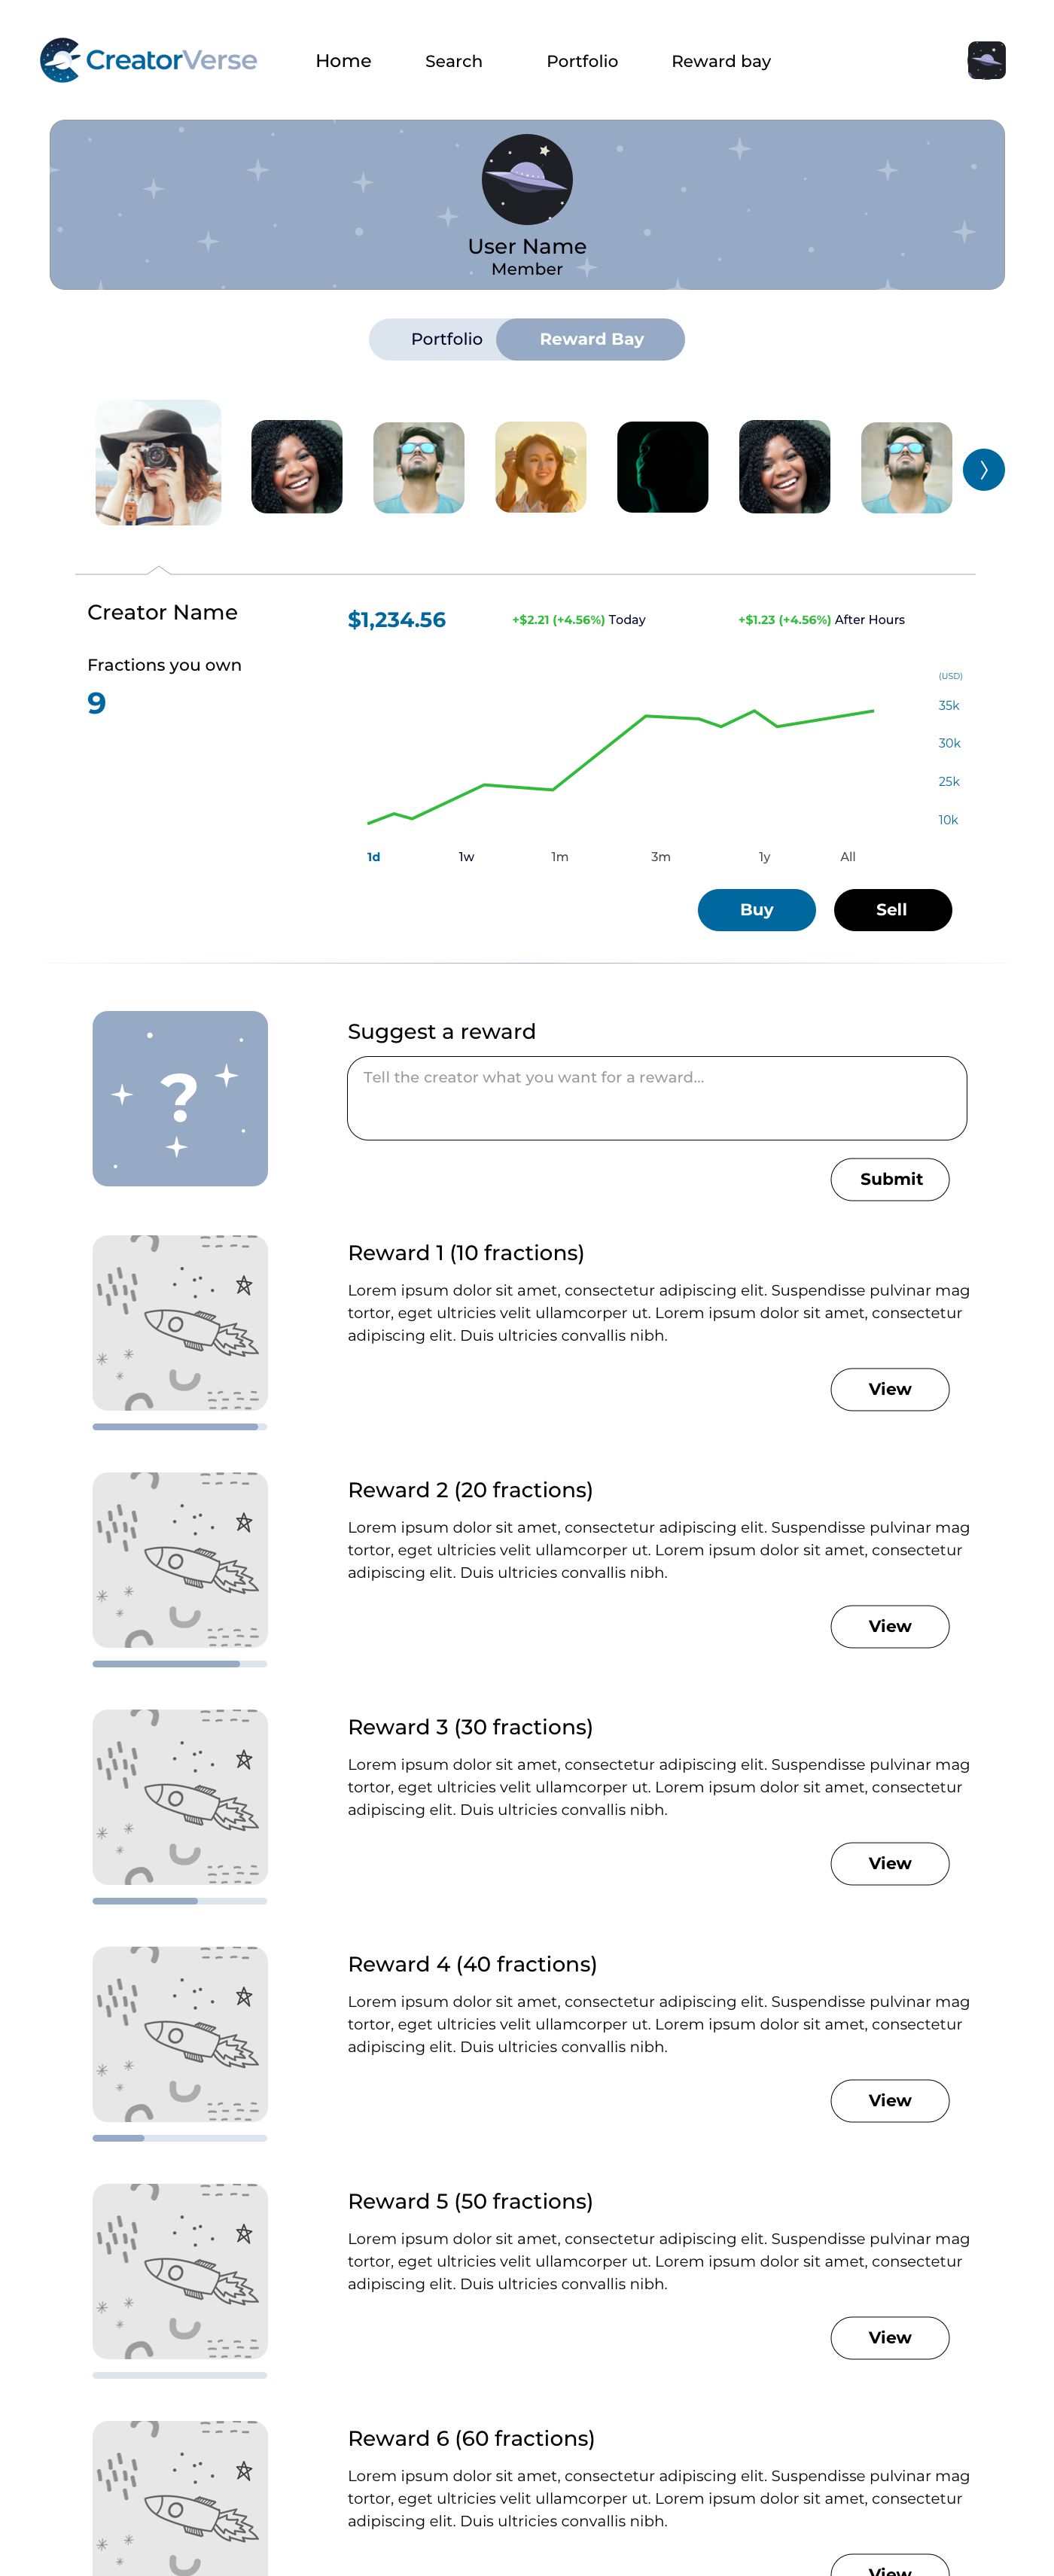 CreatorVerse
Home
Search
Portfolio
Reward bay
User Name
Member
Portfolio
Reward Bay
Creator Name
$1,234.56
+$2.21 (+4.56%) Today
+$1.23 (+4.56%) After Hours
Fractions you own
9
(USD)
35k
30k
25k
10k
1d
1w
1m
3m
1y
All
Buy
Sell
?
Suggest a reward
Tell the creator what you want for a reward...
Submit
Reward 1 (10 fractions)
Lorem ipsum dolor sit amet, consectetur adipiscing elit. Suspendisse pulvinar mag
tortor, eget ultricies velit ullamcorper ut. Lorem ipsum dolor sit amet, consectetur
adipiscing elit. Duis ultricies convallis nibh.
View
Reward 2 (20 fractions)
Lorem ipsum dolor sit amet, consectetur adipiscing elit. Suspendisse pulvinar mag
tortor, eget ultricies velit ullamcorper ut. Lorem ipsum dolor sit amet, consectetur
adipiscing elit. Duis ultricies convallis nibh.
View
Reward 3 (30 fractions)
Lorem ipsum dolor sit amet, consectetur adipiscing elit. Suspendisse pulvinar mag
tortor, eget ultricies velit ullamcorper ut. Lorem ipsum dolor sit amet, consectetur
adipiscing elit. Duis ultricies convallis nibh.
View
Reward 4 (40 fractions)
Lorem ipsum dolor sit amet, consectetur adipiscing elit. Suspendisse pulvinar mag
tortor, eget ultricies velit ullamcorper ut. Lorem ipsum dolor sit amet, consectetur
adipiscing elit. Duis ultricies convallis nibh.
View
Reward 5 (50 fractions)
Lorem ipsum dolor sit amet, consectetur adipiscing elit. Suspendisse pulvinar mag
tortor, eget ultricies velit ullamcorper ut. Lorem ipsum dolor sit amet, consectetur
adipiscing elit. Duis ultricies convallis nibh.
View
Reward 6 (60 fractions)
Lorem ipsum dolor sit amet, consectetur adipiscing elit. Suspendisse pulvinar mag
tortor, eget ultricies velit ullamcorper ut. Lorem ipsum dolor sit amet, consectetur
adipiscing elit. Duis ultricies convallis nibh.
View